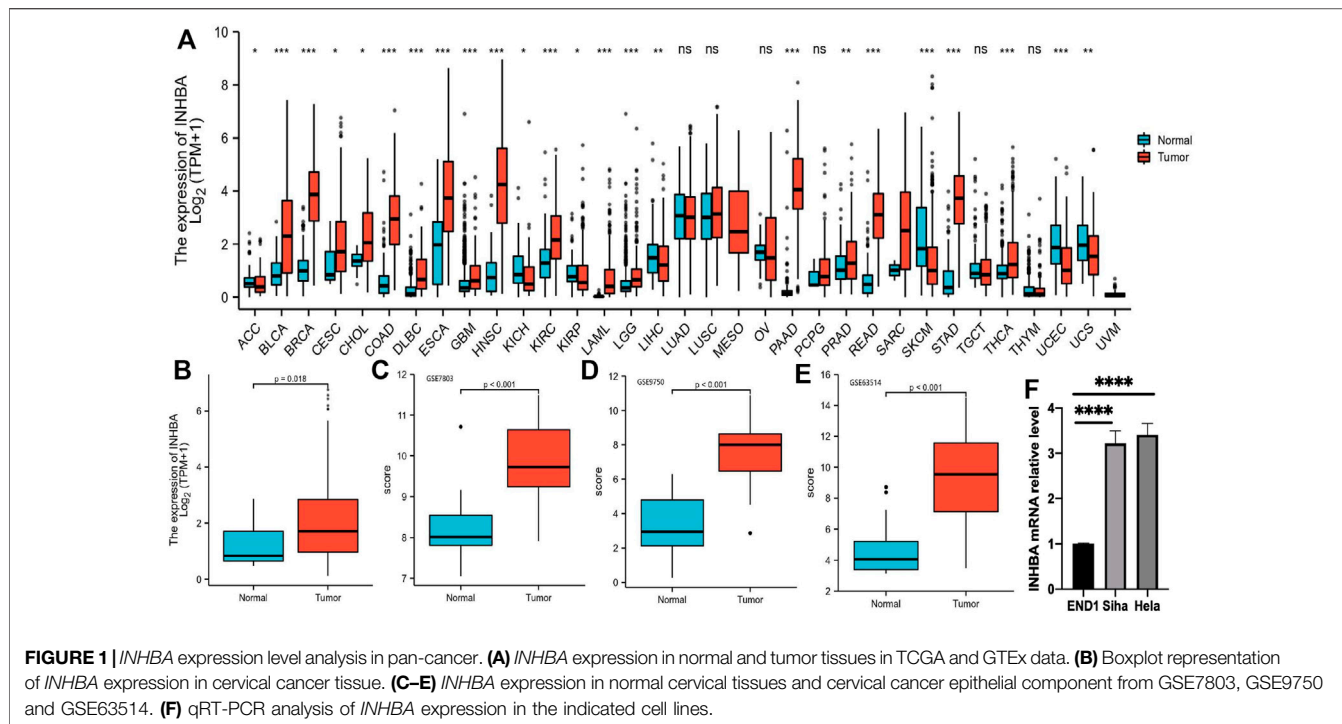 A
* *** *** * * *** *** *** *** *** * *** * *** *** ** ns ns ns *** ns ** *** *** *** ns *** ns *** **
The expression of INHBA
Log2 (TPM+1)
10
8
6
4
2
0
Normal
Tumor
ACC BLCA BRCA CESC CHOL COAD DLBC ESCA GBM HNSC KICH KIRC KIRP LAML LGG LIHC LUAD LUSC MESO OV PAAD PCPG PRAD READ SARC SKCM STAD TGCT THCA THYM UCEC UCS UVM
B
p = 0.018
The expression of INHBA
Log2 (TPM+1)
6
4
2
0
Normal Tumor
C
GSE7803
p < 0.001
score
11
10
9
8
7
Normal Tumor
D
GSE9750
p < 0.001
score
12
10
8
6
4
2
0
Normal Tumor
E
GSE63514
p < 0.001
score
16
14
12
10
8
6
4
2
Normal Tumor
F
****
****
INHBA mRNA relative level
4
3
2
1
0
END1 Siha Hela
FIGURE 1 | INHBA expression level analysis in pan-cancer. (A) INHBA expression in normal and tumor tissues in TCGA and GTEx data. (B) Boxplot representation
of INHBA expression in cervical cancer tissue. (C–E) INHBA expression in normal cervical tissues and cervical cancer epithelial component from GSE7803, GSE9750
and GSE63514. (F) qRT-PCR analysis of INHBA expression in the indicated cell lines.